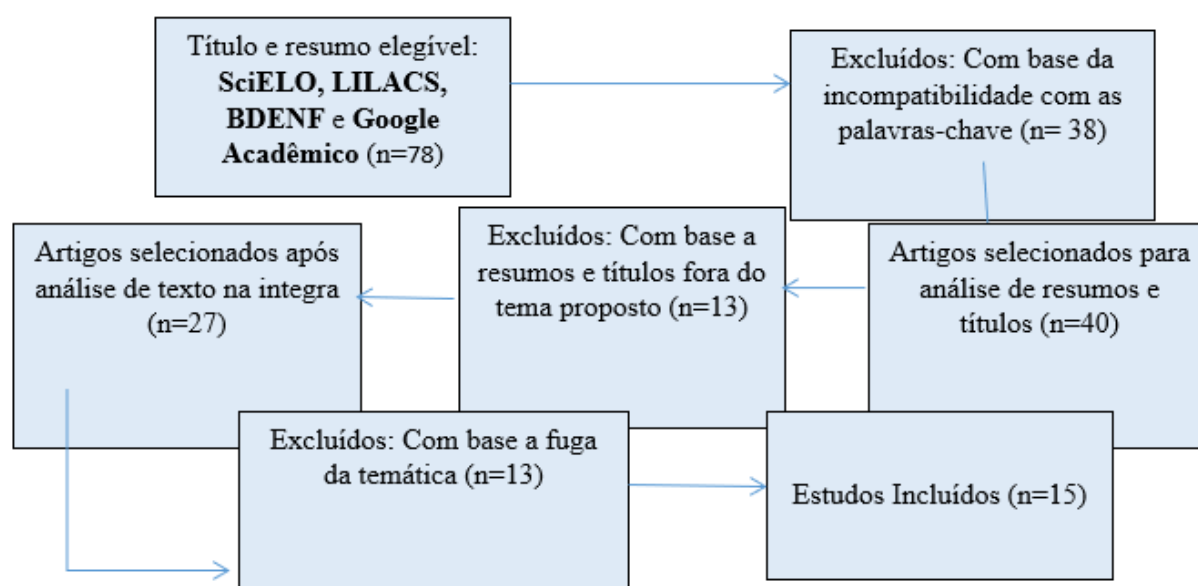 Título e resumo elegível:
SciELO, LILACS,
BDENF e Google
Acadêmico (n=78)
Excluídos: Com base da
incompatibilidade com as
palavras-chave (n= 38)
Artigos selecionados para
análise de resumos e
títulos (n=40)
Excluídos: Com base a
resumos e títulos fora do
tema proposto (n=13)
Artigos selecionados após
análise de texto na integra
(n=27)
Excluídos: Com base a fuga
da temática (n=13)
Estudos Incluídos (n=15)